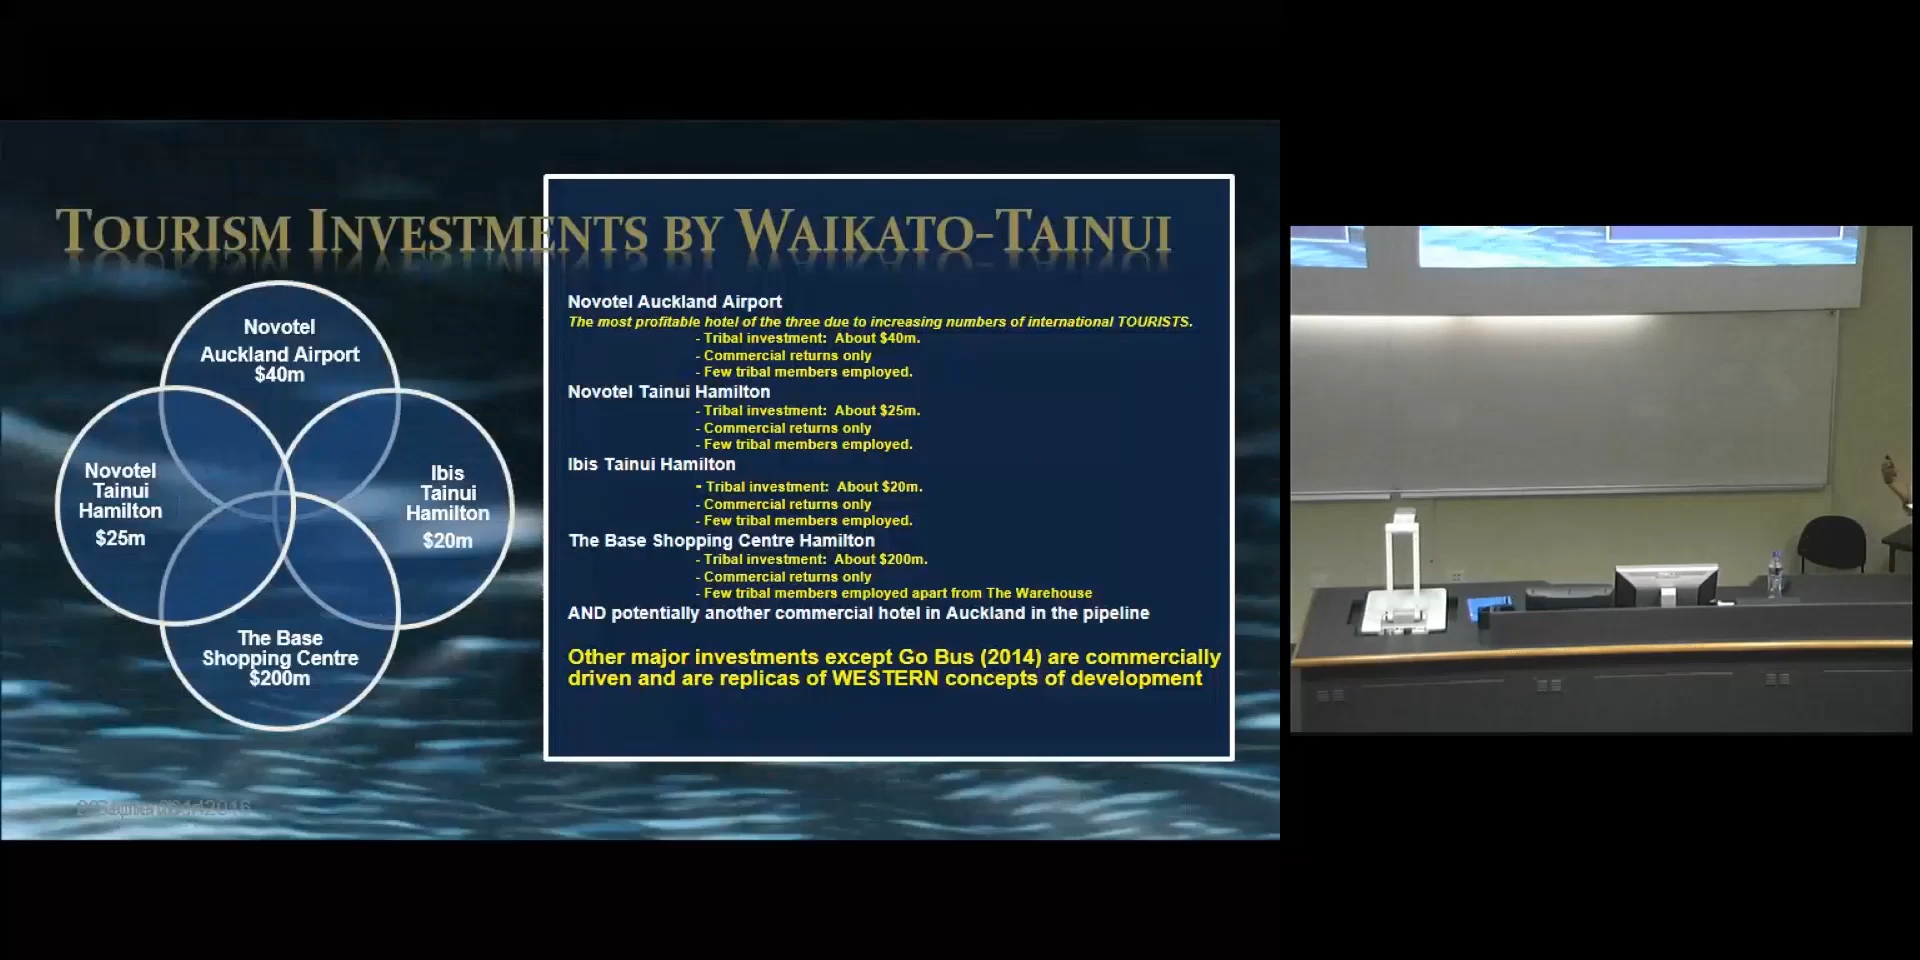 TOURISM INVESTMENTS BY WAIKATO-TAINUI
Novotel
Auckland Airport
$40m
Novotel
Tainui
Hamilton
$25m
Ibis
Tainui
Hamilton
$20m
The Base
Shopping Centre
$200m
Novotel Auckland Airport
The most profitable hotel of the three due to increasing numbers of international TOURISTS.
- Tribal investment: About $40m.
- Commercial returns only
- Few tribal members employed.
Novotel Tainui Hamilton
- Tribal investment: About $25m.
- Commercial returns only
- Few tribal members employed.
Ibis Tainui Hamilton
- Tribal investment: About $20m.
- Commercial returns only
- Few tribal members employed.
The Base Shopping Centre Hamilton
- Tribal investment: About $200m.
- Commercial returns only
- Few tribal members employed apart from The Warehouse
AND potentially another commercial hotel in Auckland in the pipeline
Other major investments except Go Bus (2014) are commercially
driven and are replicas of WESTERN concepts of development